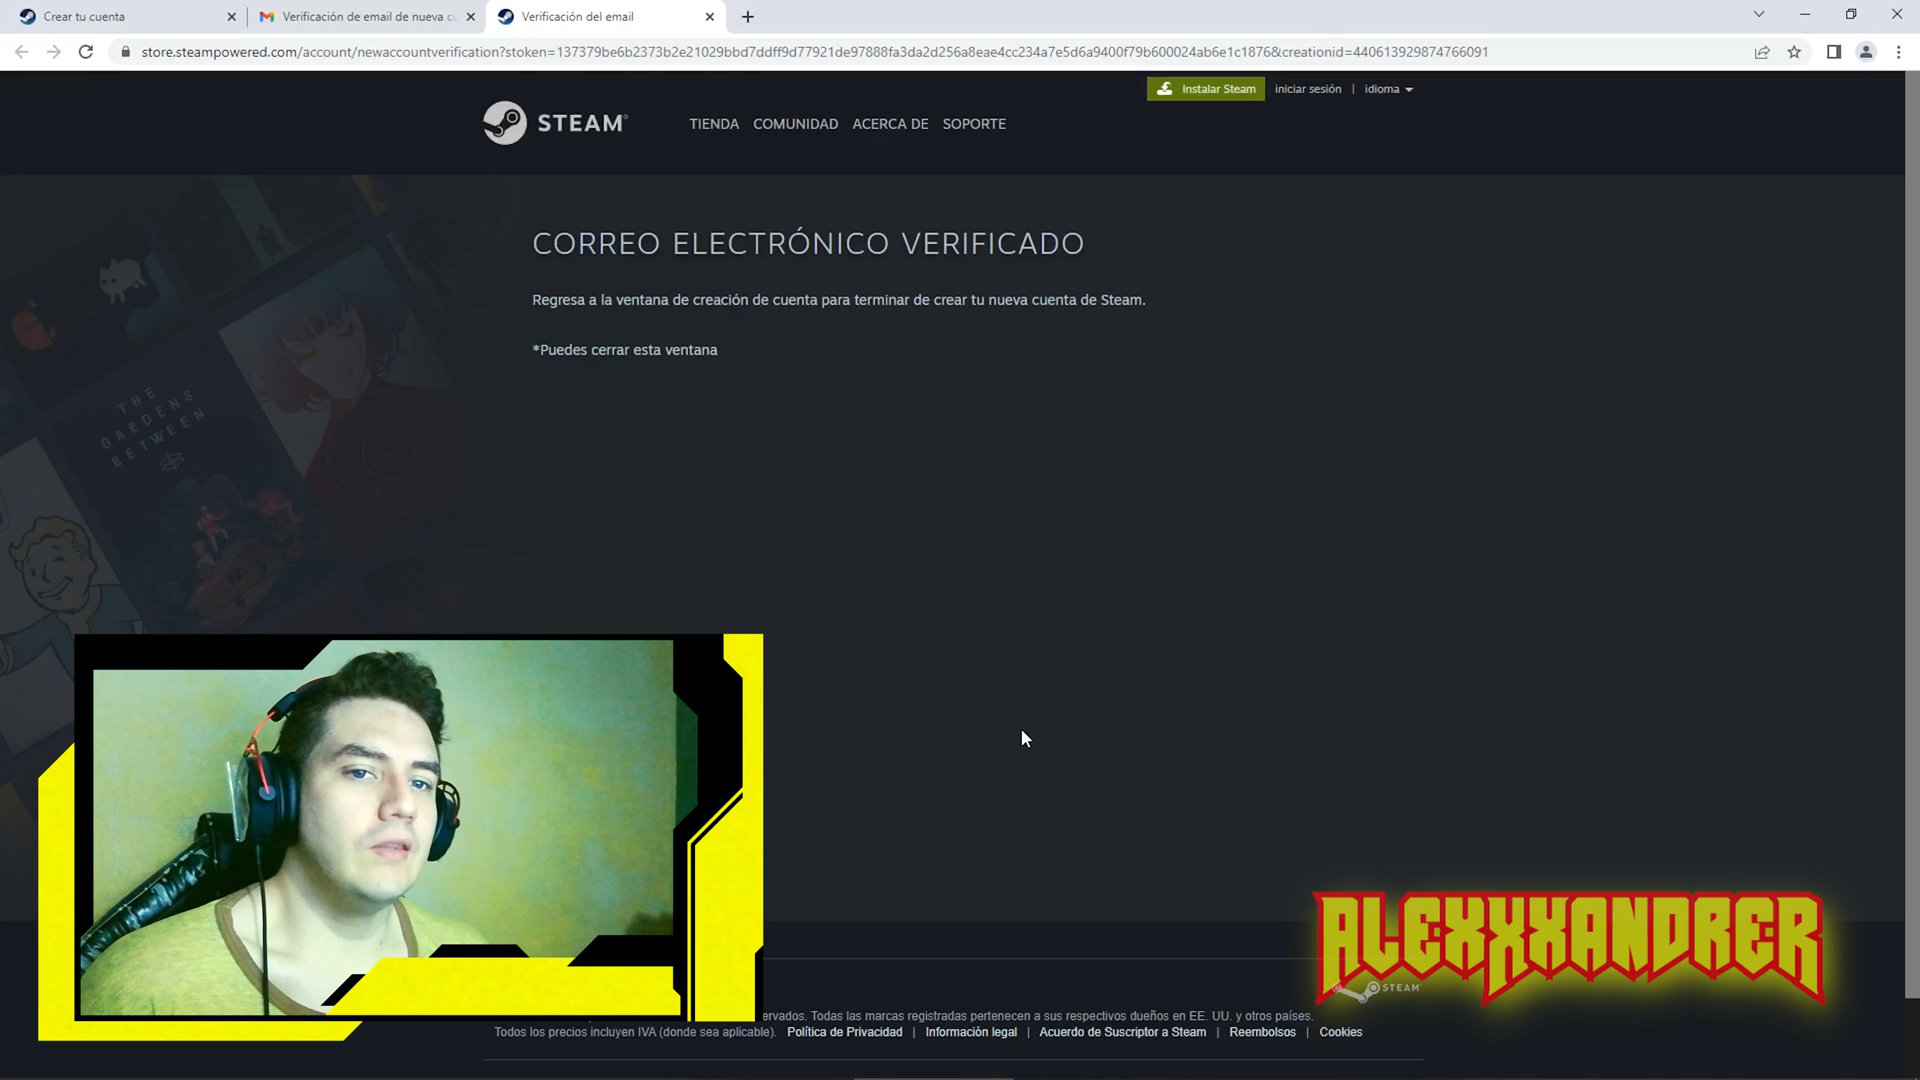 Crear tu cuenta
Verificación de email de nueva cu
Verificación del email
store.steampowered.com/account/newaccountverification?stoken=137379be6b2373b2e21029bbd7ddff9d77921de97888fa3da2d256a8eae4cc234a7e5d6a9400f79b600024ab6e1c1876&creationid=440613929874766091
Instalar Steam
iniciar sesión | idioma
STEAM®
TIENDA COMUNIDAD ACERCA DE SOPORTE
CORREO ELECTRÓNICO VERIFICADO
Regresa a la ventana de creación de cuenta para terminar de crear tu nueva cuenta de Steam.
*Puedes cerrar esta ventana
THE
GARDENS
BETWEEN
ALEXXXANDRER
STEAM
ervados. Todas las marcas registradas pertenecen a sus respectivos dueños en EE. UU. y otros países.
Todos los precios incluyen IVA (donde sea aplicable). Política de Privacidad | Información legal | Acuerdo de Suscriptor a Steam | Reembolsos | Cookies